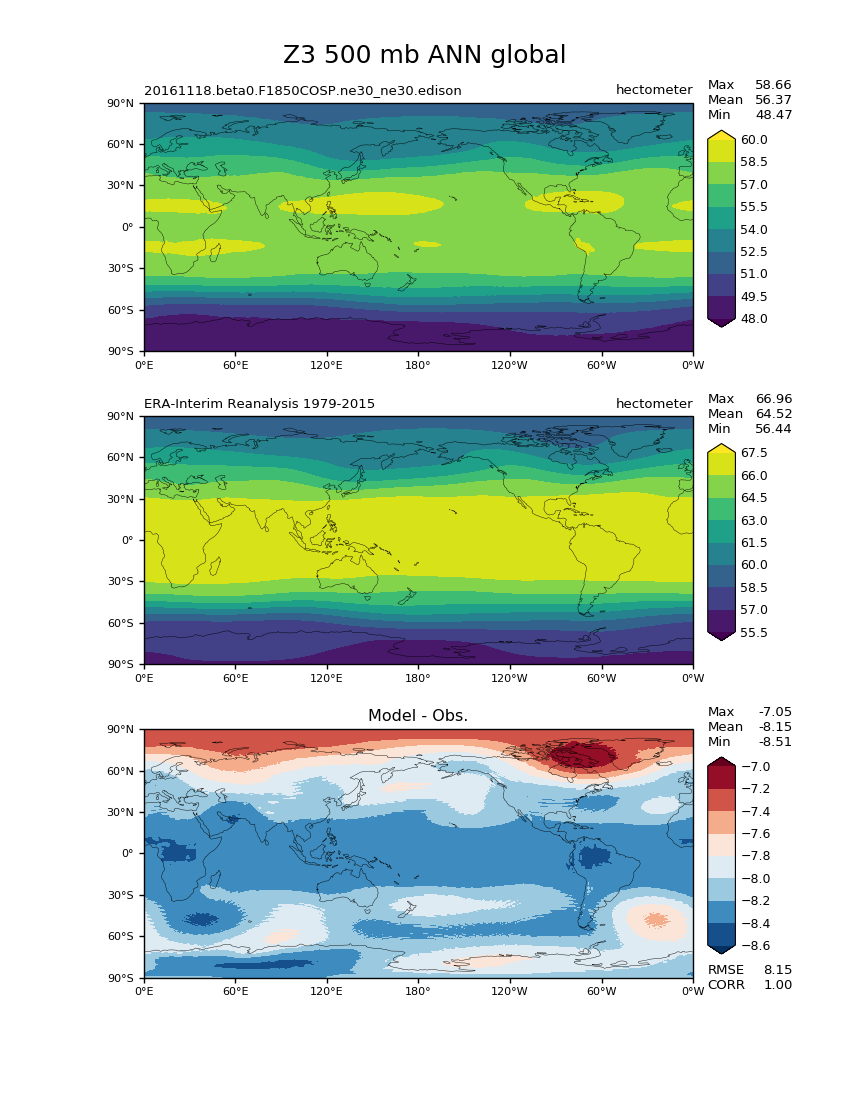 Z3 500 mb ANN global
20161118.beta0.F1850COSP.ne30_ne30.edison
hectometer
Max 58.66
Mean 56.37
Min 48.47
90°N
60°N
30°N
0°
30°S
60°S
90°S
0°E 60°E 120°E 180° 120°W 60°W 0°W
60.0
58.5
57.0
55.5
54.0
52.5
51.0
49.5
48.0
ERA-Interim Reanalysis 1979-2015
hectometer
Max 66.96
Mean 64.52
Min 56.44
90°N
60°N
30°N
0°
30°S
60°S
90°S
0°E 60°E 120°E 180° 120°W 60°W 0°W
67.5
66.0
64.5
63.0
61.5
60.0
58.5
57.0
55.5
Model - Obs.
Max -7.05
Mean -8.15
Min -8.51
90°N
60°N
30°N
0°
30°S
60°S
90°S
0°E 60°E 120°E 180° 120°W 60°W 0°W
−7.0
−7.2
−7.4
−7.6
−7.8
−8.0
−8.2
−8.4
−8.6
RMSE 8.15
CORR 1.00